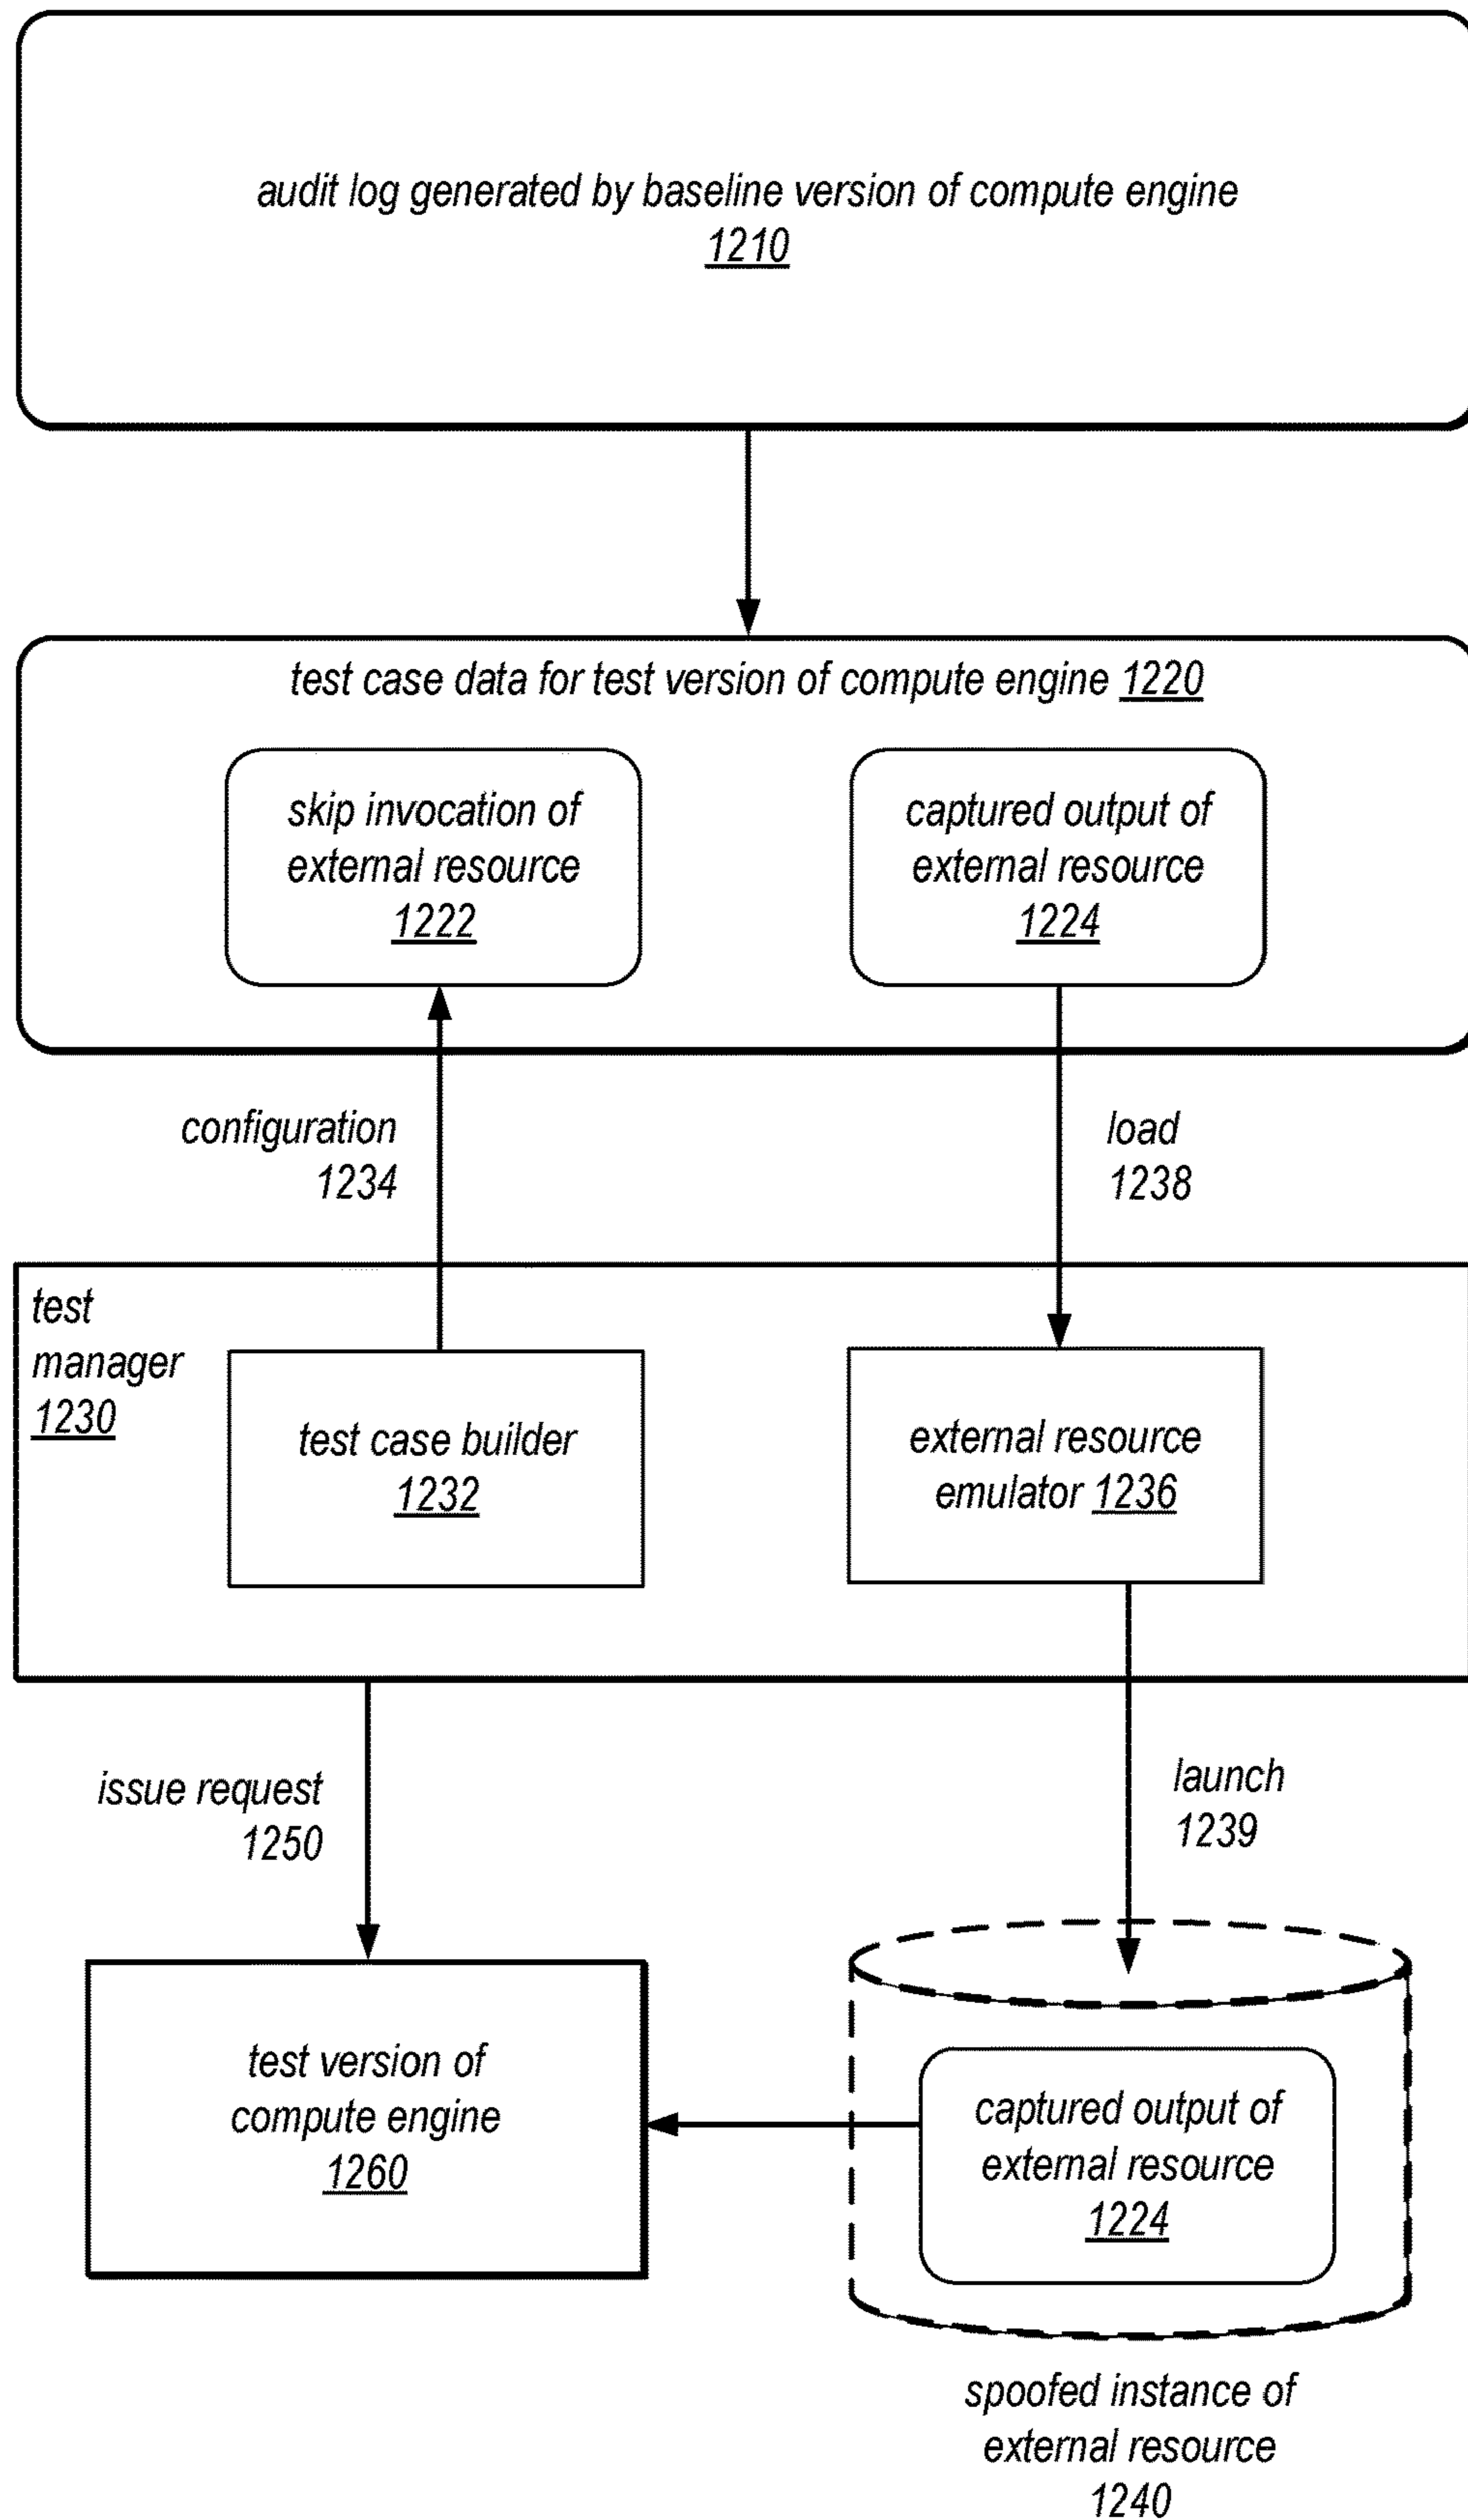 audit log generated by baseline version of compute engine
1210
test case data for test version of compute engine 1220
skip invocation of
external resource
1222
captured output of
external resource
1224
configuration
1234
load
1238
test
manager
1230
test case builder
1232
external resource
emulator 1236
issue request
1250
launch
1239
test version of
compute engine
1260
captured output of
external resource
1224
spoofed instance of
external resource
1240